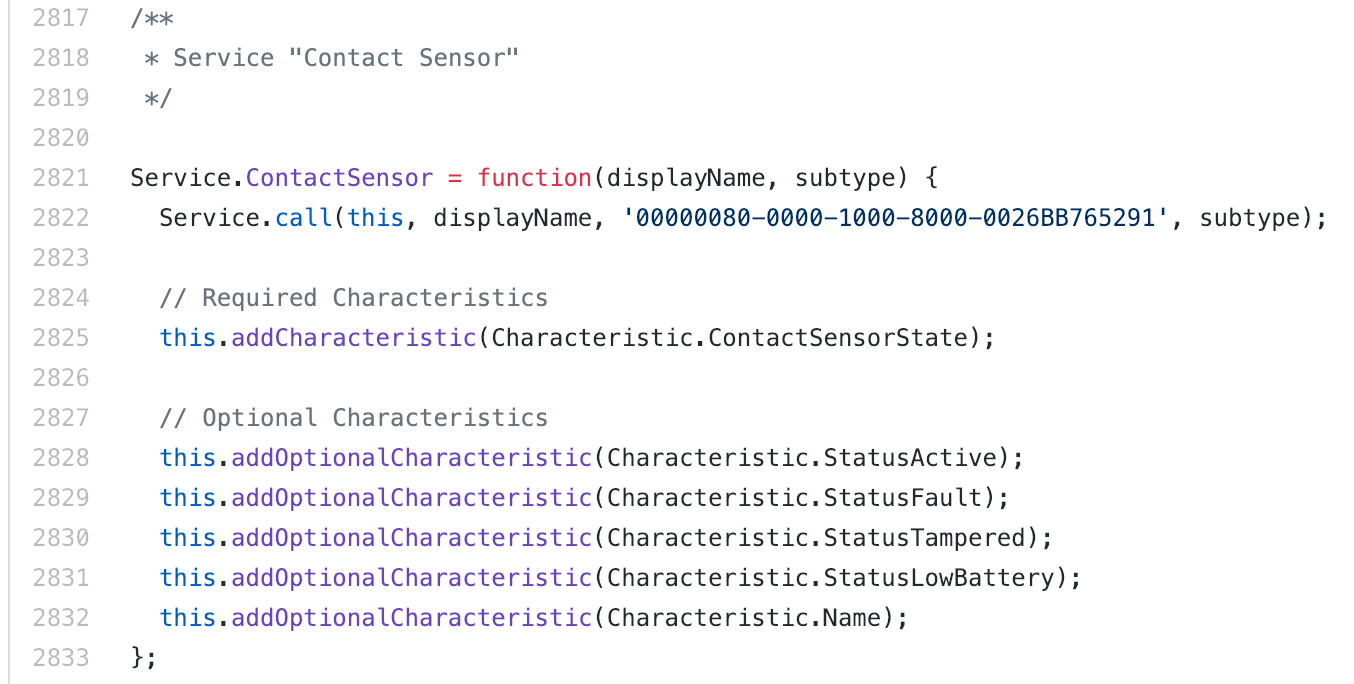 2817 /**
2818  * Service "Contact Sensor"
2819  */
2820
2821 Service.ContactSensor = function(displayName, subtype) {
2822   Service.call(this, displayName, '00000080-0000-1000-8000-0026BB765291', subtype);
2823
2824   // Required Characteristics
2825   this.addCharacteristic(Characteristic.ContactSensorState);
2826
2827   // Optional Characteristics
2828   this.addOptionalCharacteristic(Characteristic.StatusActive);
2829   this.addOptionalCharacteristic(Characteristic.StatusFault);
2830   this.addOptionalCharacteristic(Characteristic.StatusTampered);
2831   this.addOptionalCharacteristic(Characteristic.StatusLowBattery);
2832   this.addOptionalCharacteristic(Characteristic.Name);
2833 };